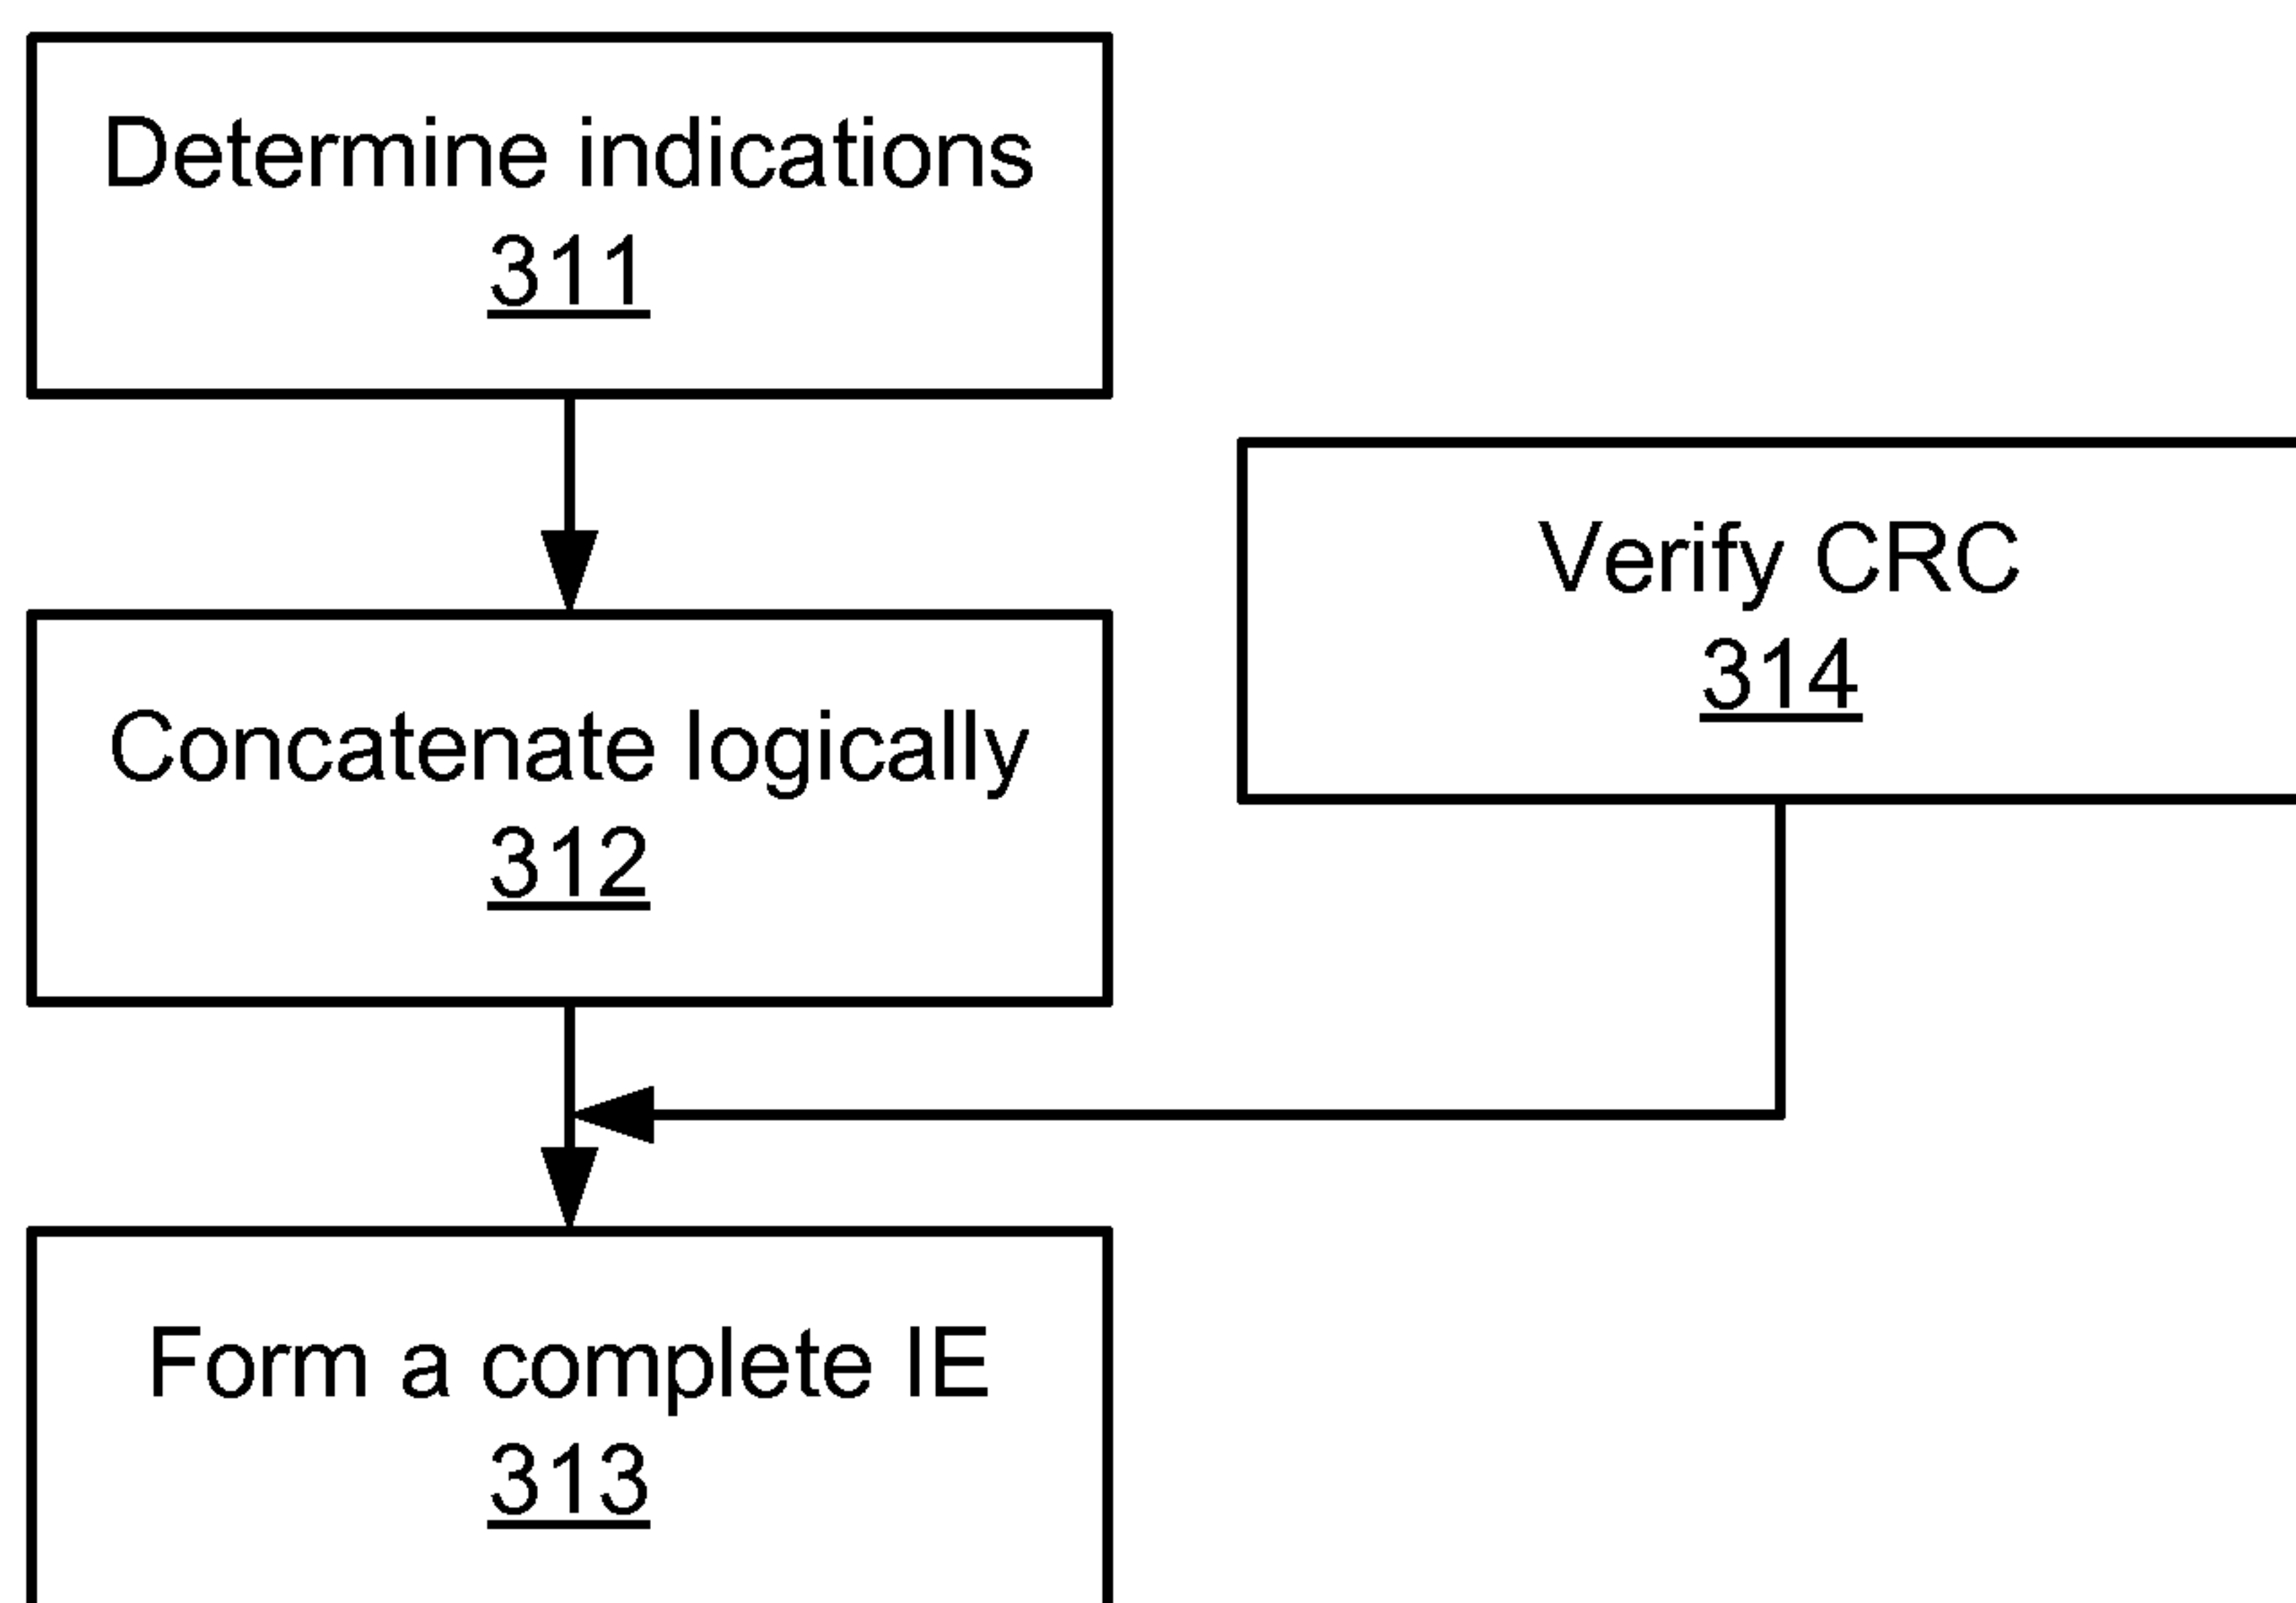 Determine indications
311
Verify CRC
314
Concatenate logically
312
Form a complete IE
313